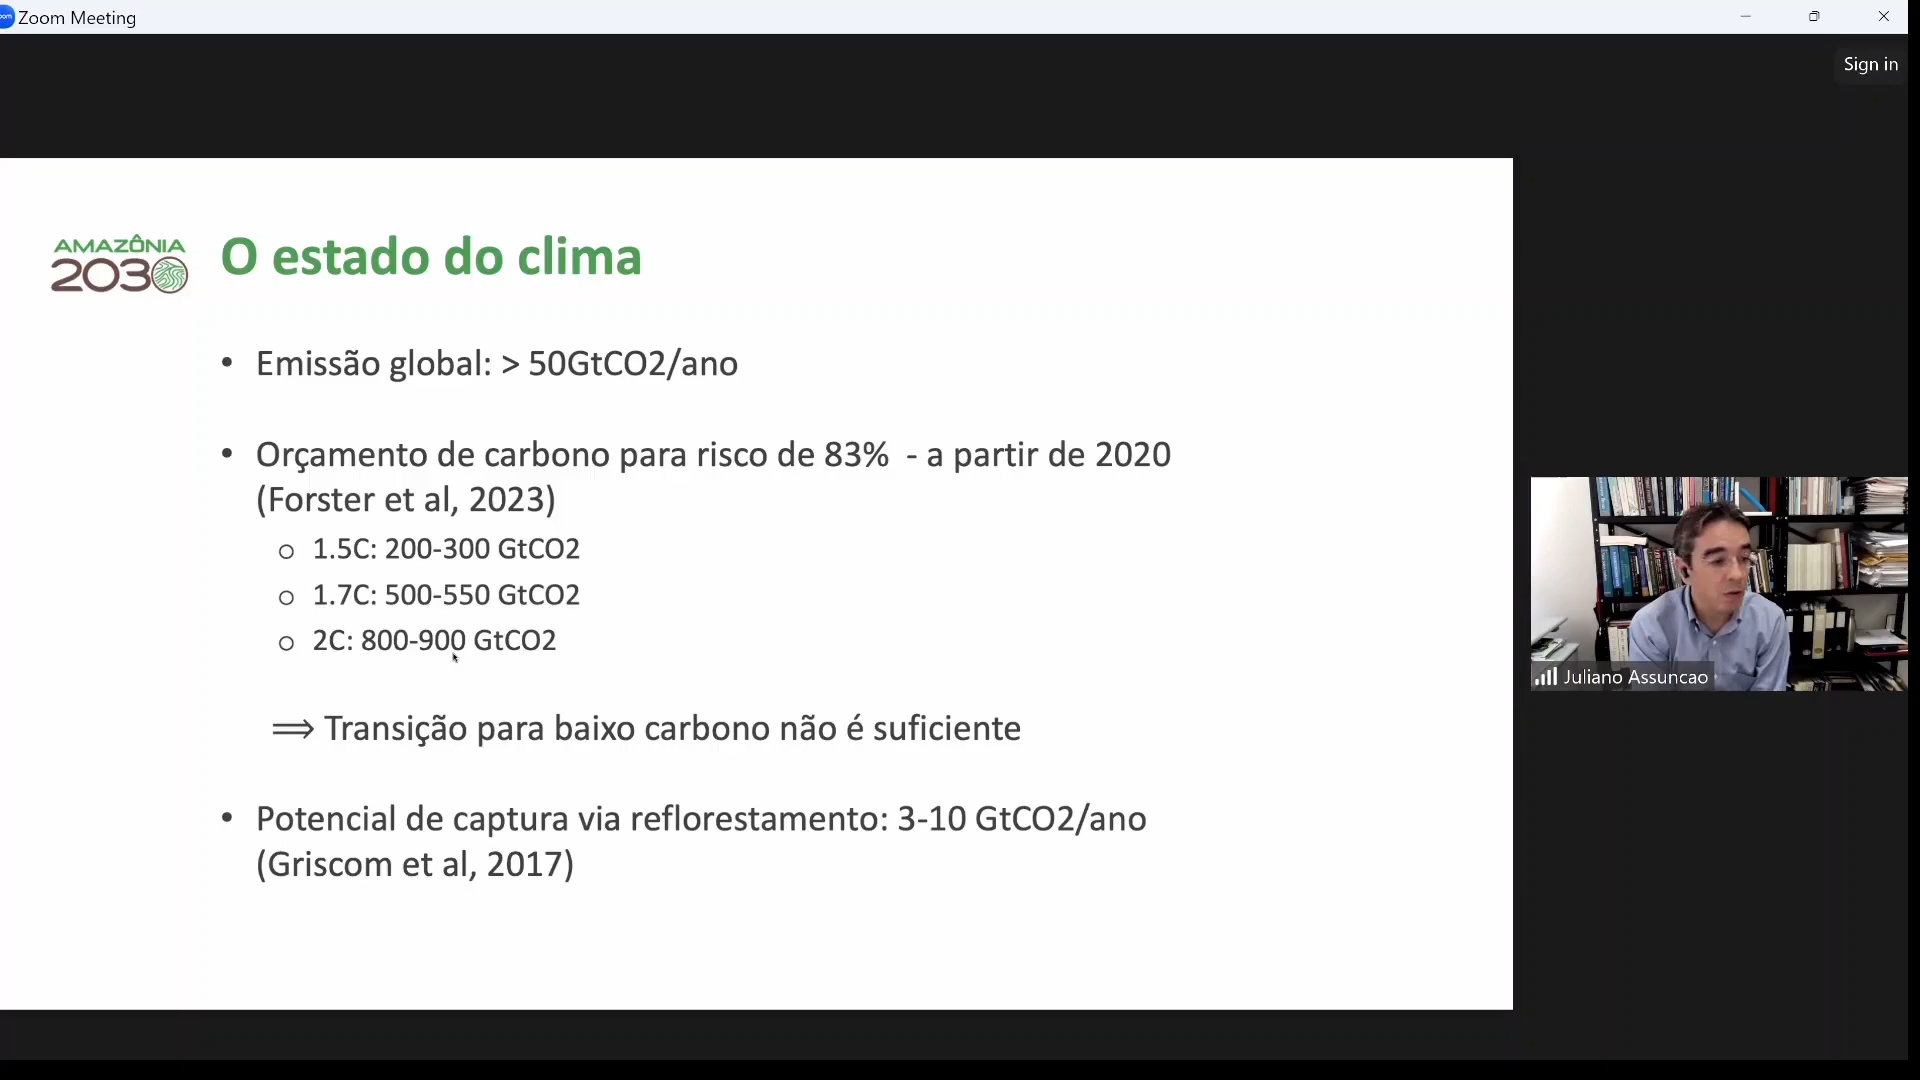 Zoom Meeting
Sign in
AMAZÔNIA
2030
O estado do clima
• Emissão global: > 50GtCO2/ano
• Orçamento de carbono para risco de 83% - a partir de 2020
(Forster et al, 2023)
o 1.5C: 200-300 GtCO2
o 1.7C: 500-550 GtCO2
o 2C: 800-900 GtCO2
⟹ Transição para baixo carbono não é suficiente
• Potencial de captura via reflorestamento: 3-10 GtCO2/ano
(Griscom et al, 2017)
Juliano Assuncao